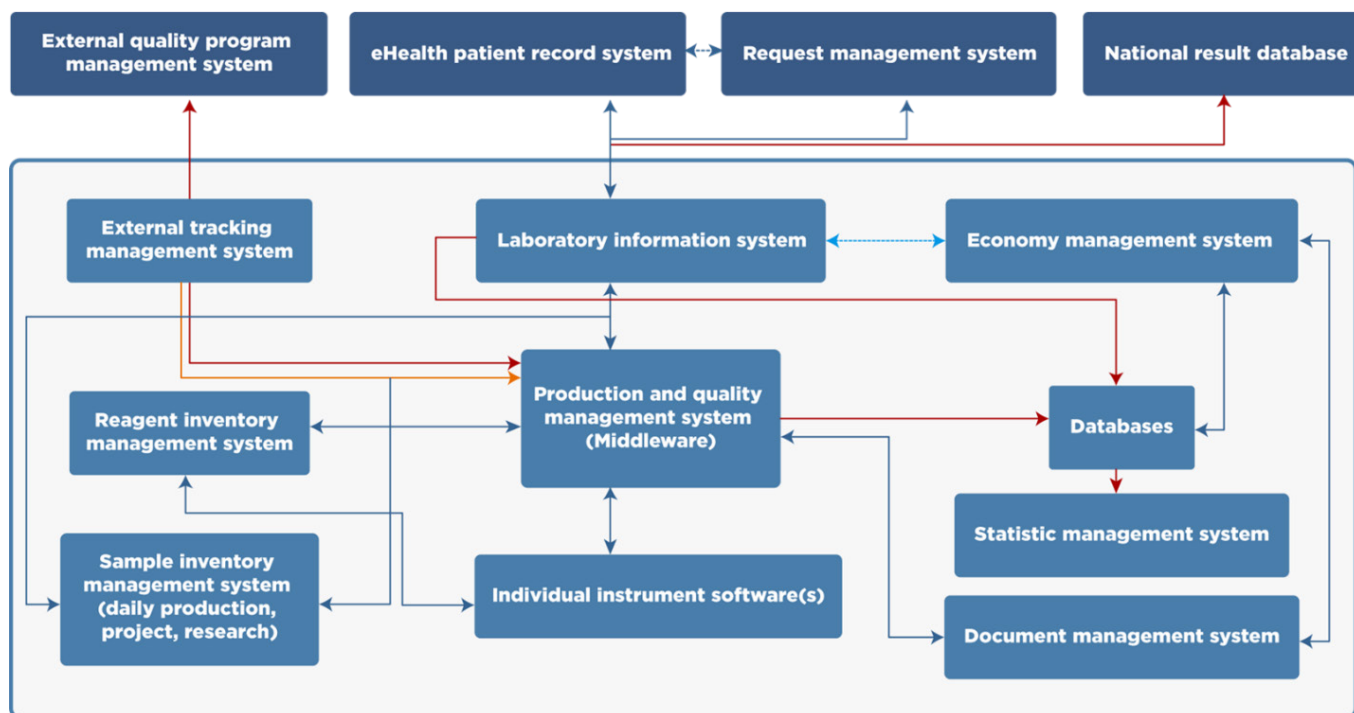 External quality program
management system
eHealth patient record system
Request management system
National result database
External tracking
management system
Laboratory information system
Economy management system
Production and quality
management system
(Middleware)
Reagent inventory
management system
Databases
Statistic management system
Sample inventory
management system
(daily production,
project, research)
Individual instrument software(s)
Document management system